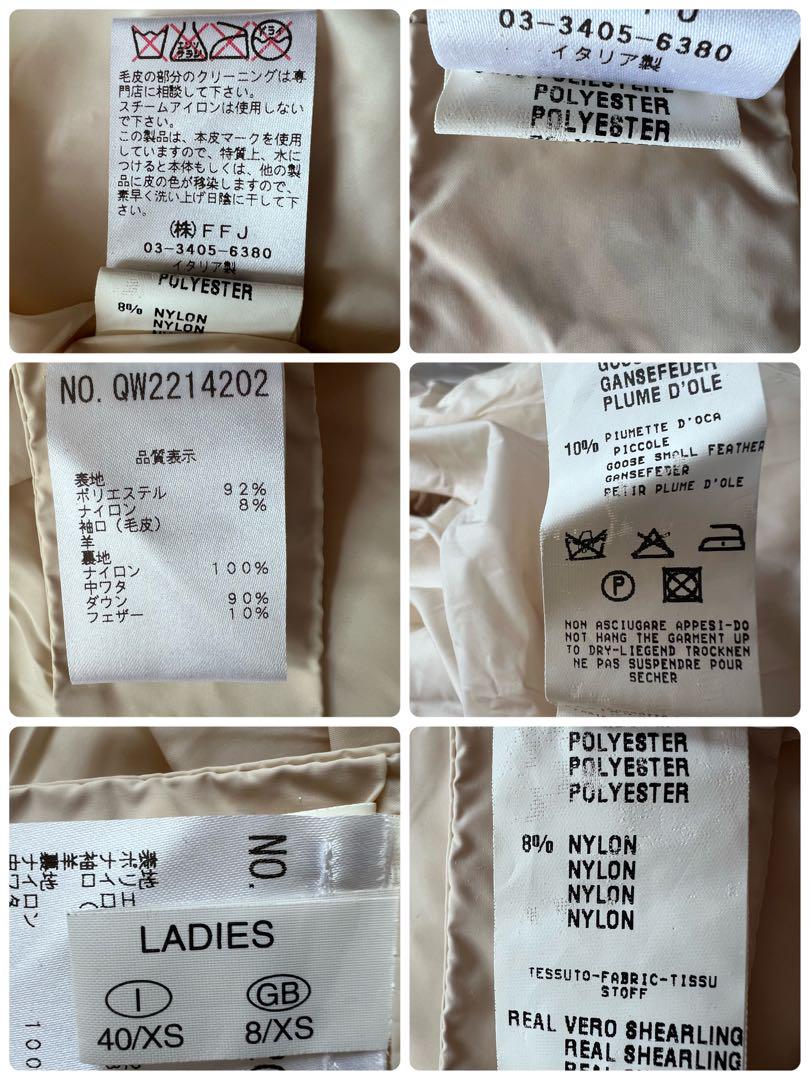 エンソ
サラシ
ドライ
毛皮の部分のクリーニングは専
門店に相談して下さい。
スチームアイロンは使用しない
で下さい。
この製品は、本皮マークを使用
していますので、特質上、水に
つけると本体もしくは、他の製
品に皮の色が移染しますので、
素早く洗い上げ日陰に干して下
さい。
(株)FFJ
03-3405-6380
イタリア製
POLYESTER
8% NYLON
NYLON
03-3405-6380
イタリア製
POLYESTER
POLYESTER
NO. QW2214202
品質表示
表地
ポリエステル 92%
ナイロン 8%
袖口(毛皮)
羊
裏地
ナイロン 100%
中ワタ
ダウン 90%
フェザー 10%
GANSEFEDER
PLUME D'OLE
10% PIUMETTE D'OCA
PICCOLE
GOOSE SMALL FEATHER
GANSEFEDER
PETIT PLUME D'OLE
P
NON ASCIUGARE APPESI-DO
NOT HANG THE GARMENT UP
TO DRY-LIEGEND TROCKNEN
NE PAS SUSPENDRE POUR
SECHER
NO.
LADIES
I GB
40/XS 8/XS
100
POLYESTER
POLYESTER
POLYESTER
8% NYLON
NYLON
NYLON
NYLON
TESSUTO-FABRIC-TISSU
STOFF
REAL VERO SHEARLING
REAL SHEARLING